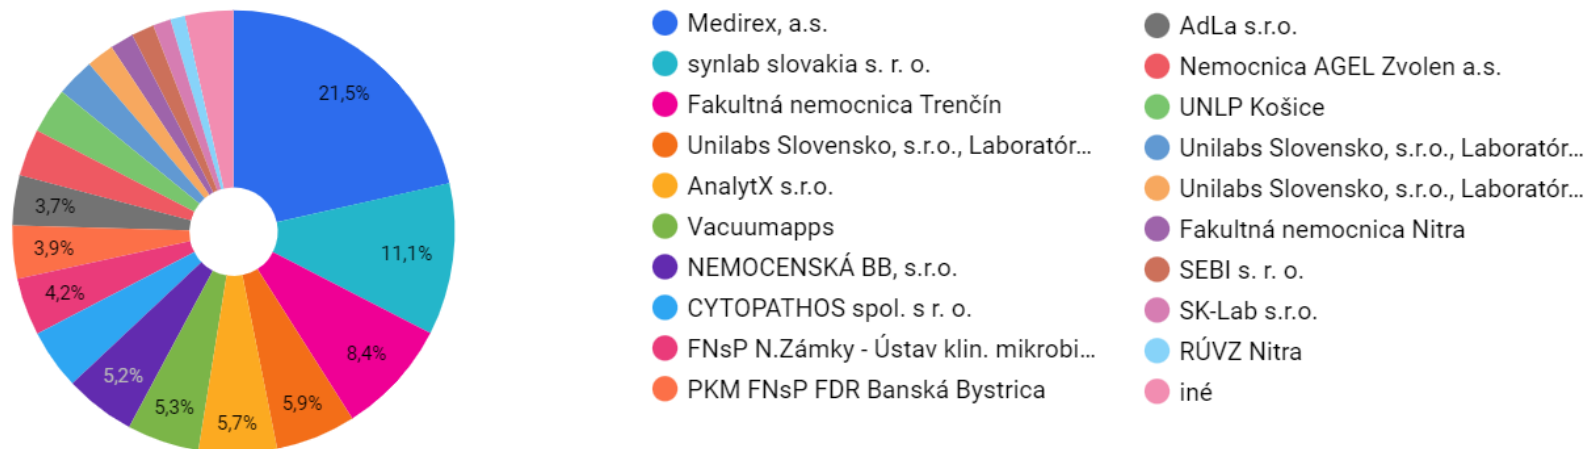 21,5%
11,1%
8,4%
5,9%
5,7%
5,3%
5,2%
4,2%
3,9%
3,7%
Medirex, a.s.
synlab slovakia s. r. o.
Fakultná nemocnica Trenčín
Unilabs Slovensko, s.r.o., Laboratór...
AnalytX s.r.o.
Vacuumapps
NEMOCENSKÁ BB, s.r.o.
CYTOPATHOS spol. s r. o.
FNsP N.Zámky - Ústav klin. mikrobi...
PKM FNsP FDR Banská Bystrica
AdLa s.r.o.
Nemocnica AGEL Zvolen a.s.
UNLP Košice
Unilabs Slovensko, s.r.o., Laboratór...
Unilabs Slovensko, s.r.o., Laboratór...
Fakultná nemocnica Nitra
SEBI s. r. o.
SK-Lab s.r.o.
RÚVZ Nitra
iné